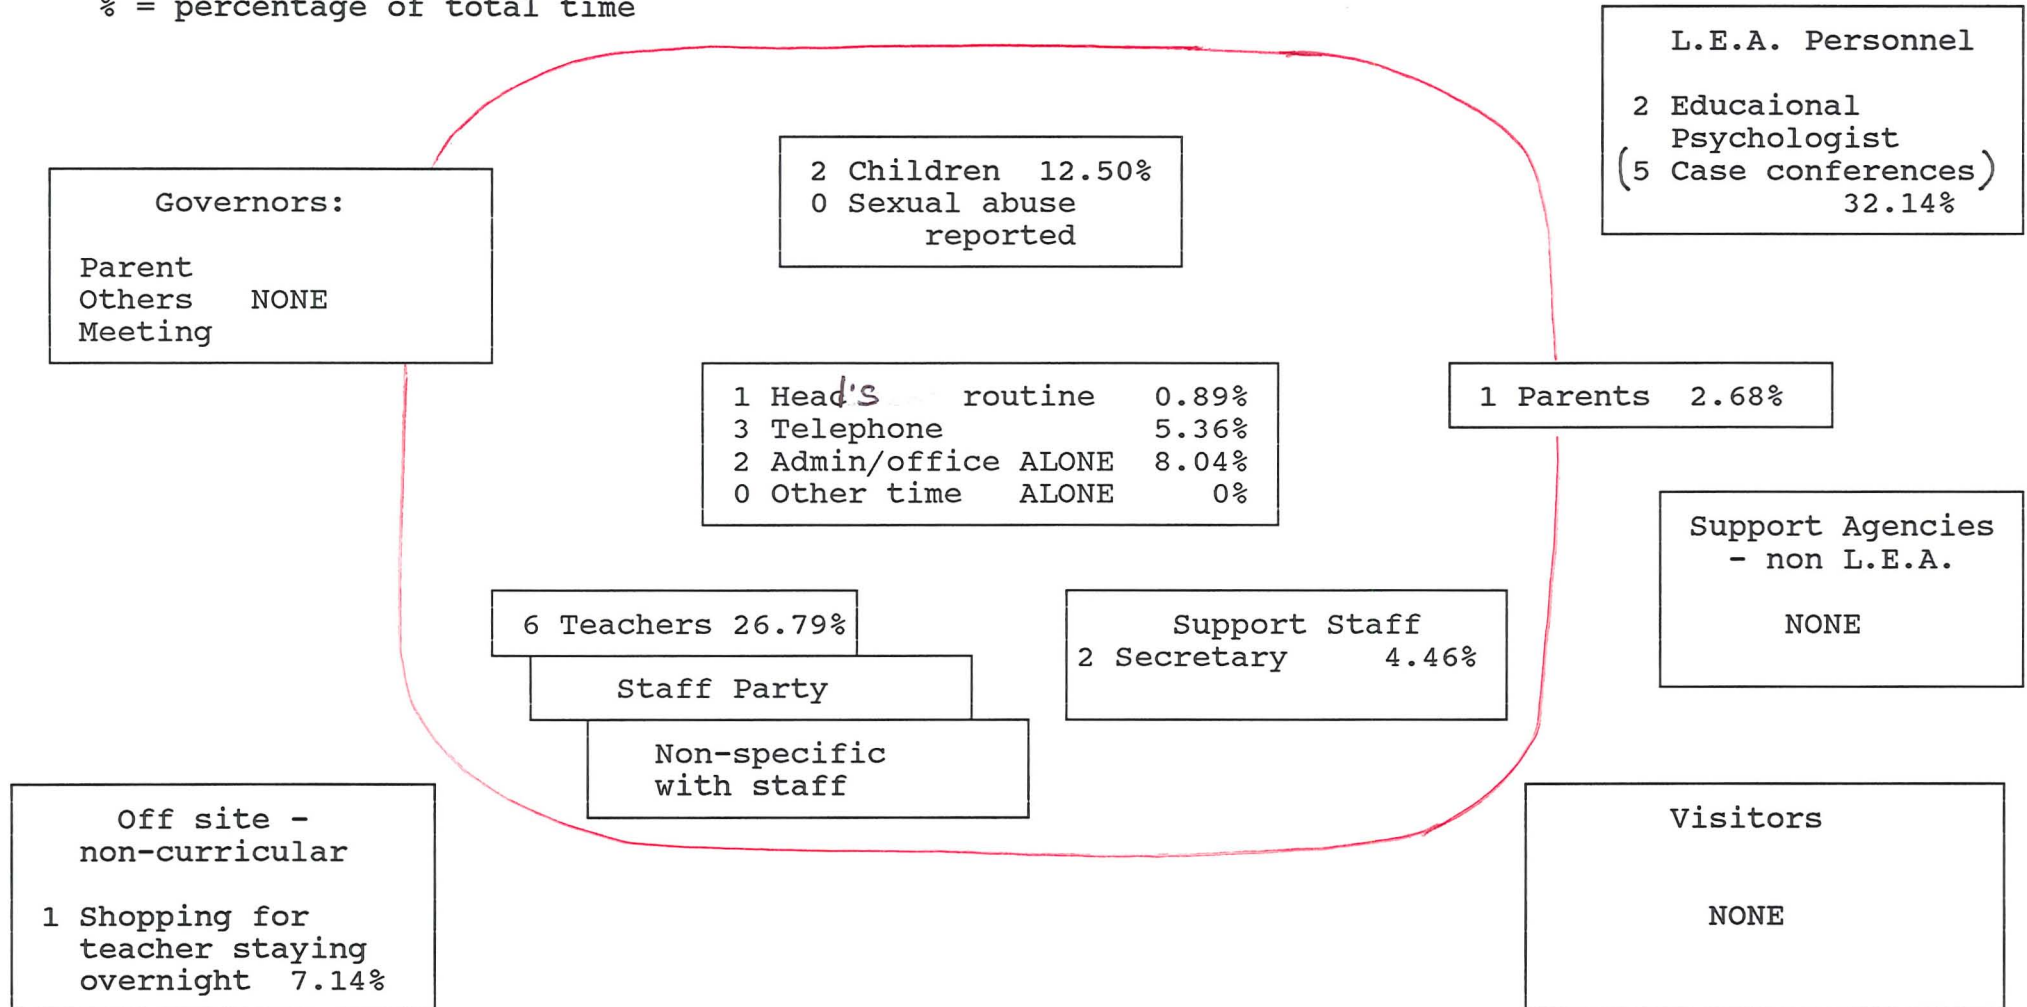 % = percentage of total time
L.E.A. Personnel
2 Educaional
Psychologist
(5 Case conferences)
32.14%
2 Children 12.50%
0 Sexual abuse
reported
Governors:
Parent
Others NONE
Meeting
1 Head's routine 0.89%
3 Telephone 5.36%
2 Admin/office ALONE 8.04%
0 Other time ALONE 0%
1 Parents 2.68%
Support Agencies
- non L.E.A.
NONE
6 Teachers 26.79%
Staff Party
Non-specific
with staff
Support Staff
2 Secretary 4.46%
Off site -
non-curricular
1 Shopping for
teacher staying
overnight 7.14%
Visitors
NONE